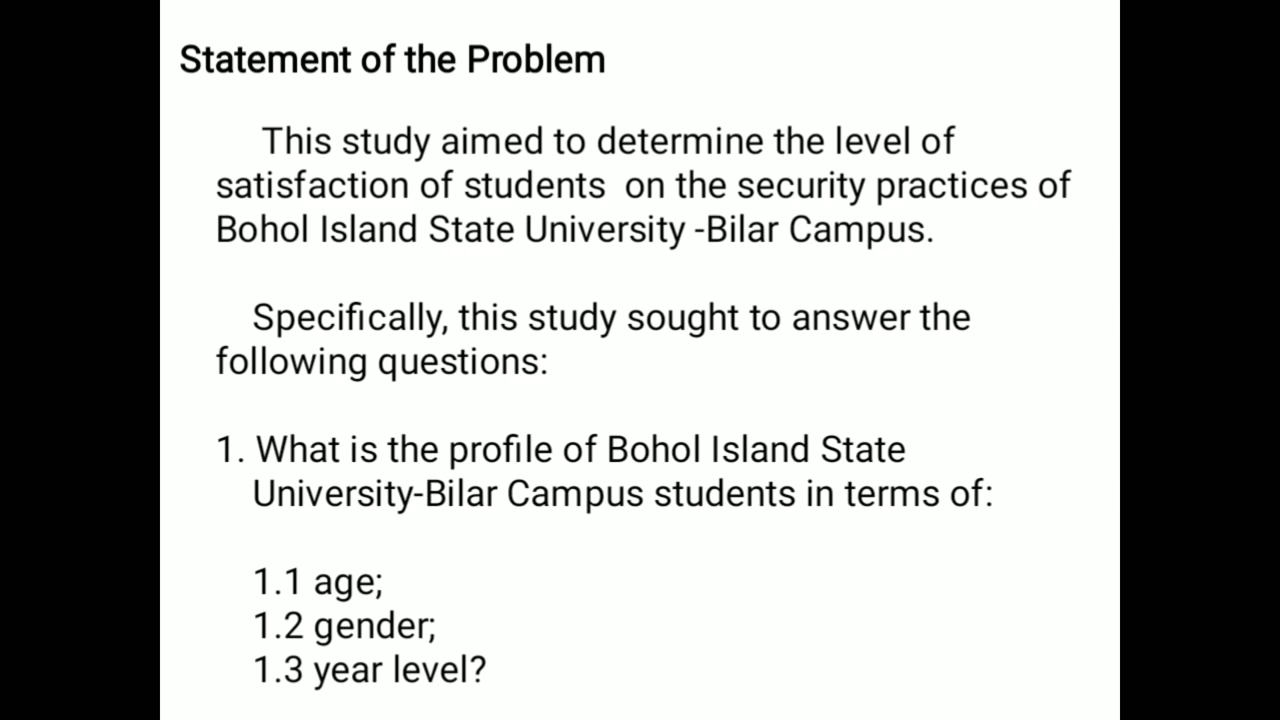 Statement of the Problem
This study aimed to determine the level of
satisfaction of students  on the security practices of
Bohol Island State University -Bilar Campus.
Specifically, this study sought to answer the
following questions:
1. What is the profile of Bohol Island State
University-Bilar Campus students in terms of:
1.1 age;
1.2 gender;
1.3 year level?